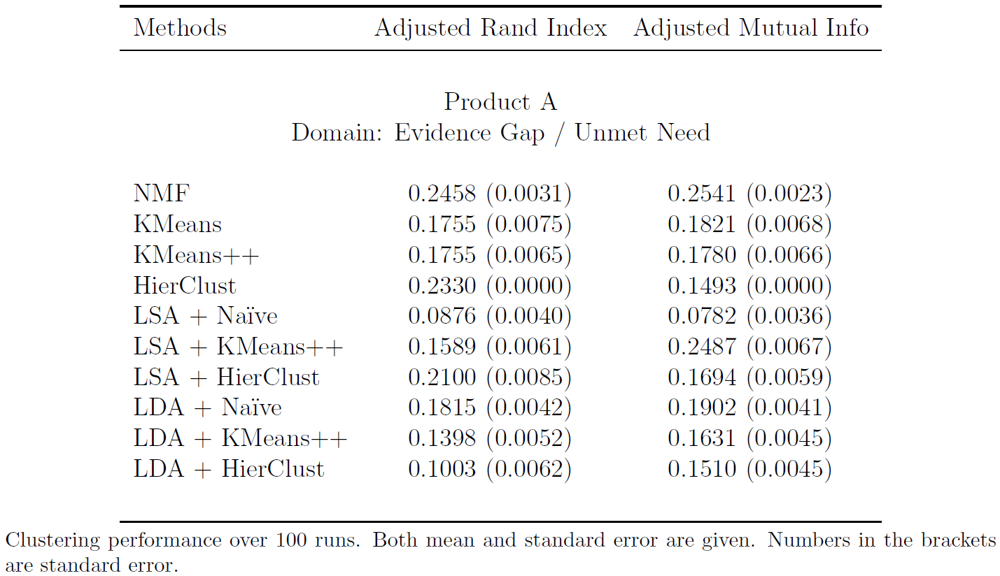 Methods Adjusted Rand Index Adjusted Mutual Info
Product A
Domain: Evidence Gap / Unmet Need
NMF 0.2458 (0.0031) 0.2541 (0.0023)
KMeans 0.1755 (0.0075) 0.1821 (0.0068)
KMeans++ 0.1755 (0.0065) 0.1780 (0.0066)
HierClust 0.2330 (0.0000) 0.1493 (0.0000)
LSA + Naïve 0.0876 (0.0040) 0.0782 (0.0036)
LSA + KMeans++ 0.1589 (0.0061) 0.2487 (0.0067)
LSA + HierClust 0.2100 (0.0085) 0.1694 (0.0059)
LDA + Naïve 0.1815 (0.0042) 0.1902 (0.0041)
LDA + KMeans++ 0.1398 (0.0052) 0.1631 (0.0045)
LDA + HierClust 0.1003 (0.0062) 0.1510 (0.0045)
Clustering performance over 100 runs. Both mean and standard error are given. Numbers in the brackets
are standard error.